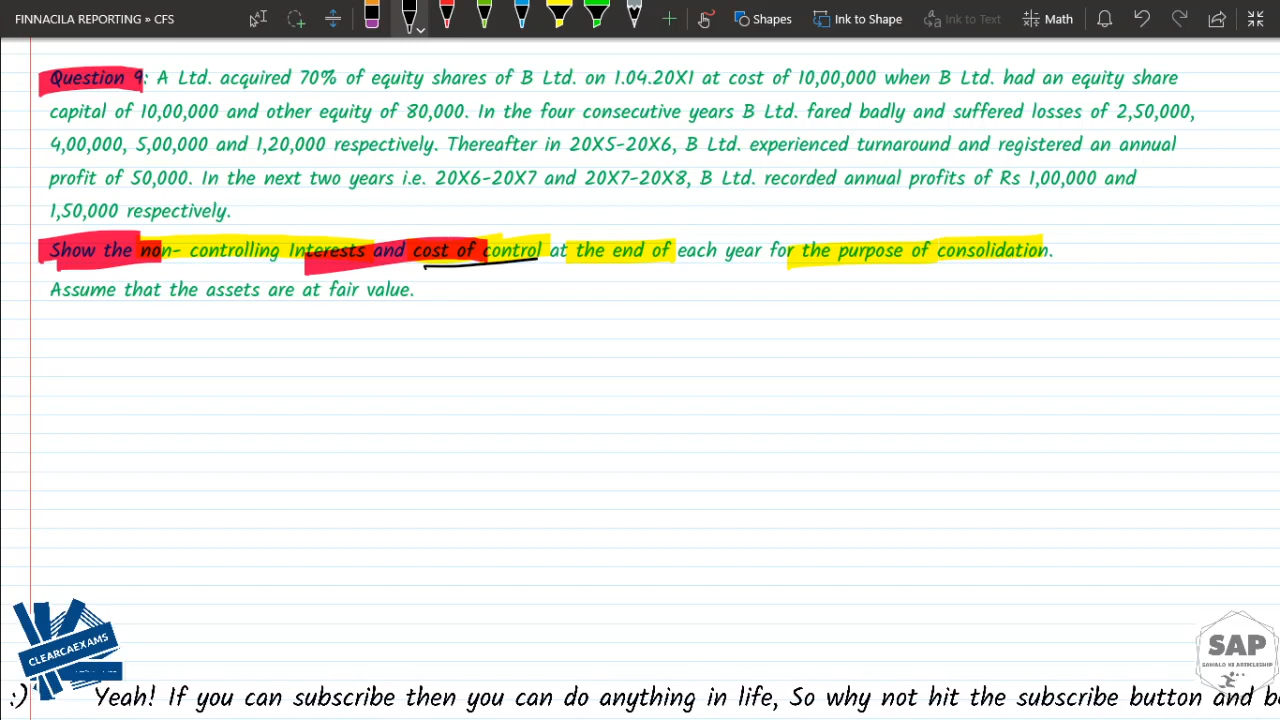 FINNACILA REPORTING » CFS
Shapes
Ink to Shape
Ink to Text
Math
Question 9: A Ltd. acquired 70% of equity shares of B Ltd. on 1.04.20X1 at cost of 10,00,000 when B Ltd. had an equity share
capital of 10,00,000 and other equity of 80,000. In the four consecutive years B Ltd. fared badly and suffered losses of 2,50,000,
4,00,000, 5,00,000 and 1,20,000 respectively. Thereafter in 20X5-20X6, B Ltd. experienced turnaround and registered an annual
profit of 50,000. In the next two years i.e. 20X6-20X7 and 20X7-20X8, B Ltd. recorded annual profits of Rs 1,00,000 and
1,50,000 respectively.
Show the non- controlling Interests and cost of control at the end of each year for the purpose of consolidation.
Assume that the assets are at fair value.
CLEARCAEXAMS
SAP
SAWALO KE ARTICLESHIP
:) Yeah! If you can subscribe then you can do anything in life, So why not hit the subscribe button and be